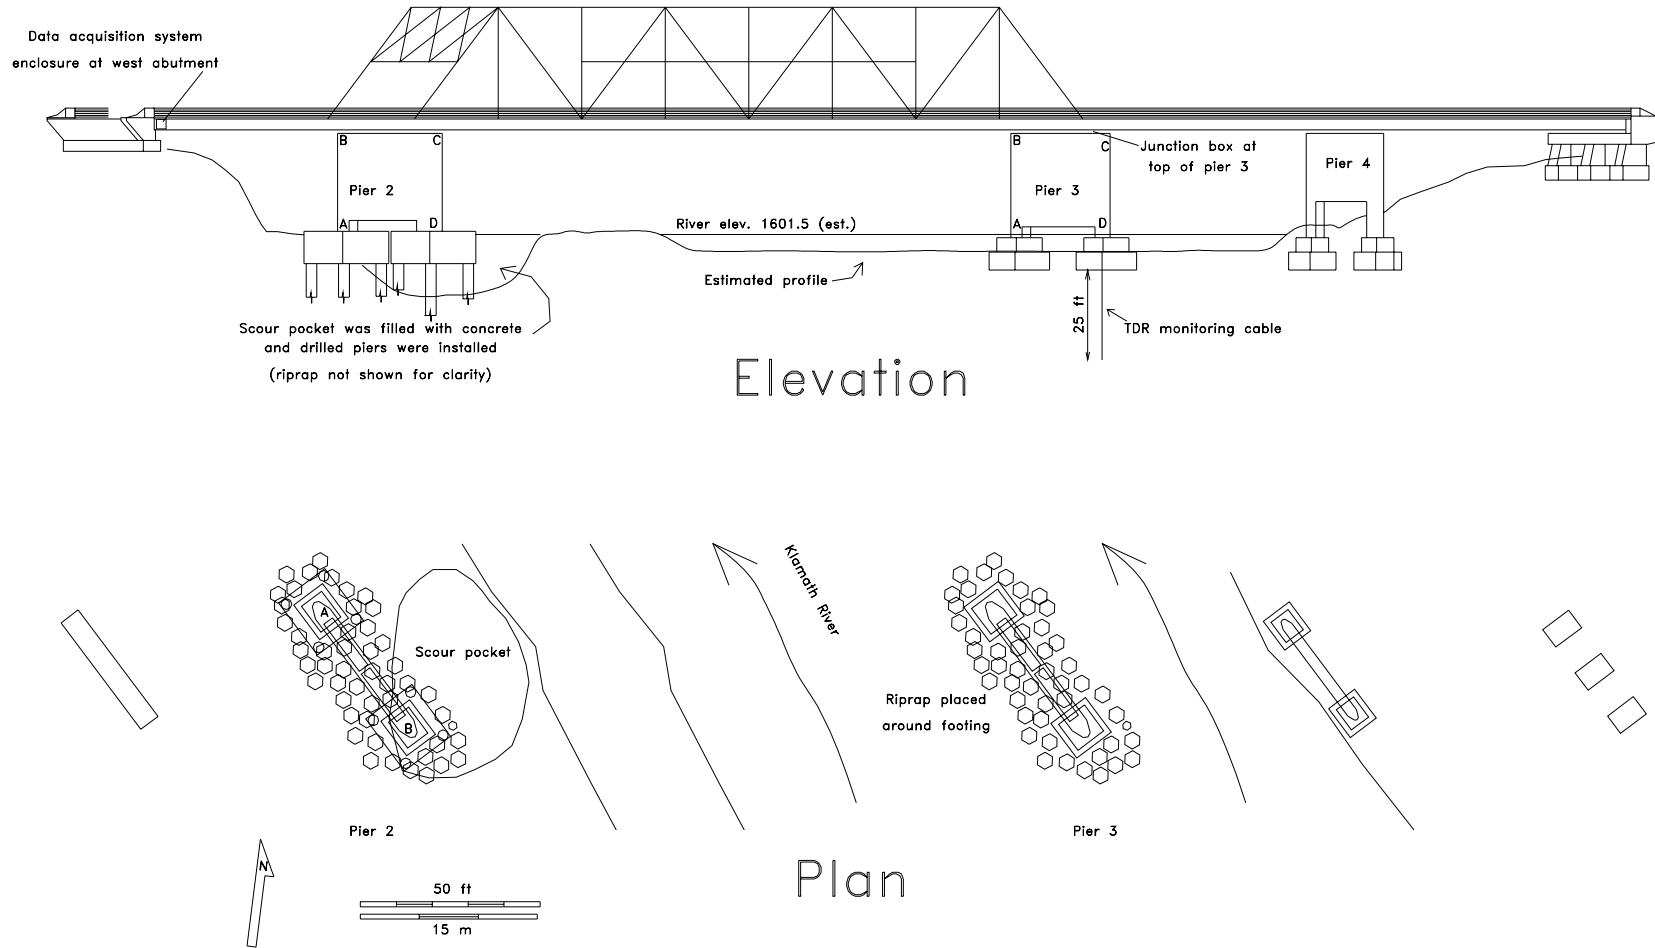 Data acquisition system
enclosure at west abutment
B
C
Pier 2
A
D
B
C
Pier 3
A
D
Junction box at
top of pier 3
Pier 4
River elev. 1601.5 (est.)
Estimated profile
25 ft
TDR monitoring cable
Scour pocket was filled with concrete
and drilled piers were installed
(riprap not shown for clarity)
Elevation
Klamath River
A
Scour pocket
B
Riprap placed
around footing
Pier 2
Pier 3
N
Plan
50 ft
15 m